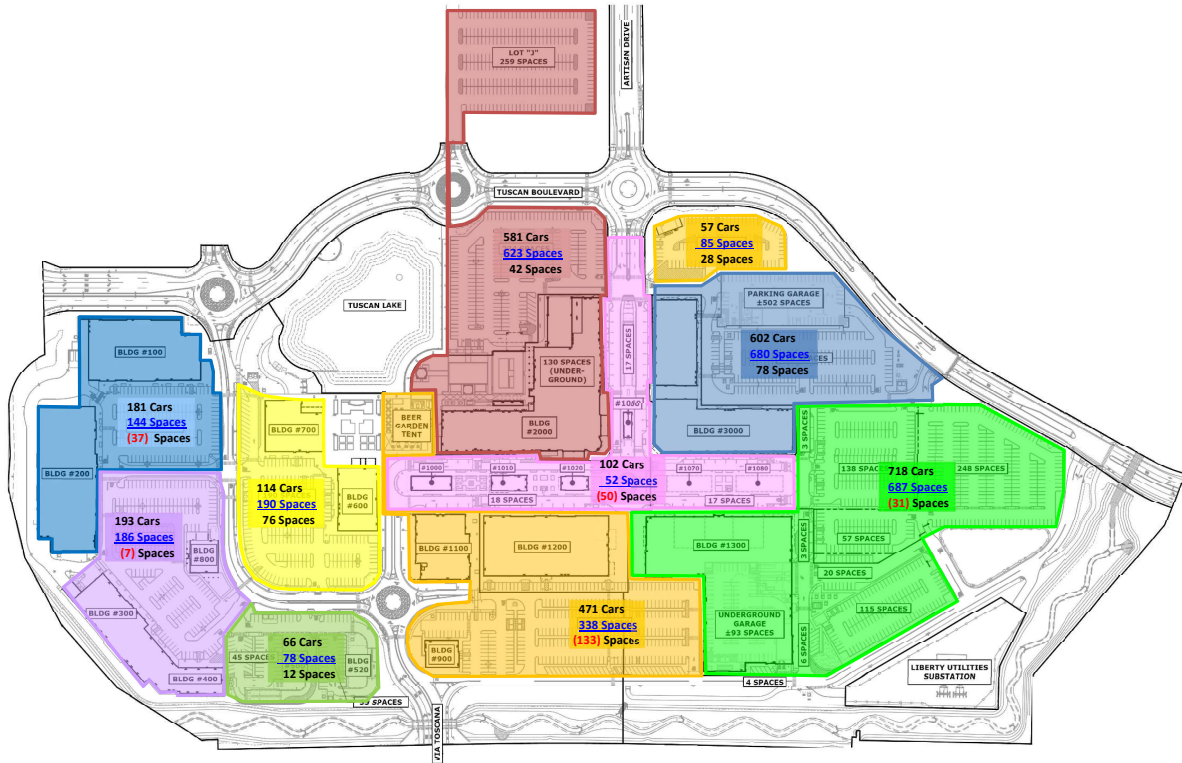 LOT "J"
259 SPACES
ARTISAN DRIVE
TUSCAN BOULEVARD
57 Cars
85 Spaces
28 Spaces
581 Cars
623 Spaces
42 Spaces
TUSCAN LAKE
PARKING GARAGE
±502 SPACES
17 SPACES
602 Cars
680 Spaces
78 Spaces
BLDG #100
130 SPACES
(UNDER-
GROUND)
181 Cars
144 Spaces
(37) Spaces
#1050
BEER
GARDEN
TENT
BLDG
#2000
BLDG #3000
3 SPACES
BLDG #700
138 SPACES
248 SPACES
718 Cars
687 Spaces
(31) Spaces
#1000
#1010
#1020
102 Cars
52 Spaces
(50) Spaces
#1070
#1080
18 SPACES
17 SPACES
BLDG #200
114 Cars
190 Spaces
76 Spaces
BLDG
#600
193 Cars
186 Spaces
(7) Spaces
BLDG
#800
BLDG #1100
BLDG #1200
BLDG #1300
3 SPACES
57 SPACES
20 SPACES
115 SPACES
BLDG #300
471 Cars
338 Spaces
(133) Spaces
UNDERGROUND
GARAGE
±93 SPACES
6 SPACES
66 Cars
78 Spaces
12 Spaces
45 SPACES
BLDG
#520
BLDG
#900
BLDG #400
4 SPACES
LIBERTY UTILITIES
SUBSTATION
SPACES
VIA TOSCANA